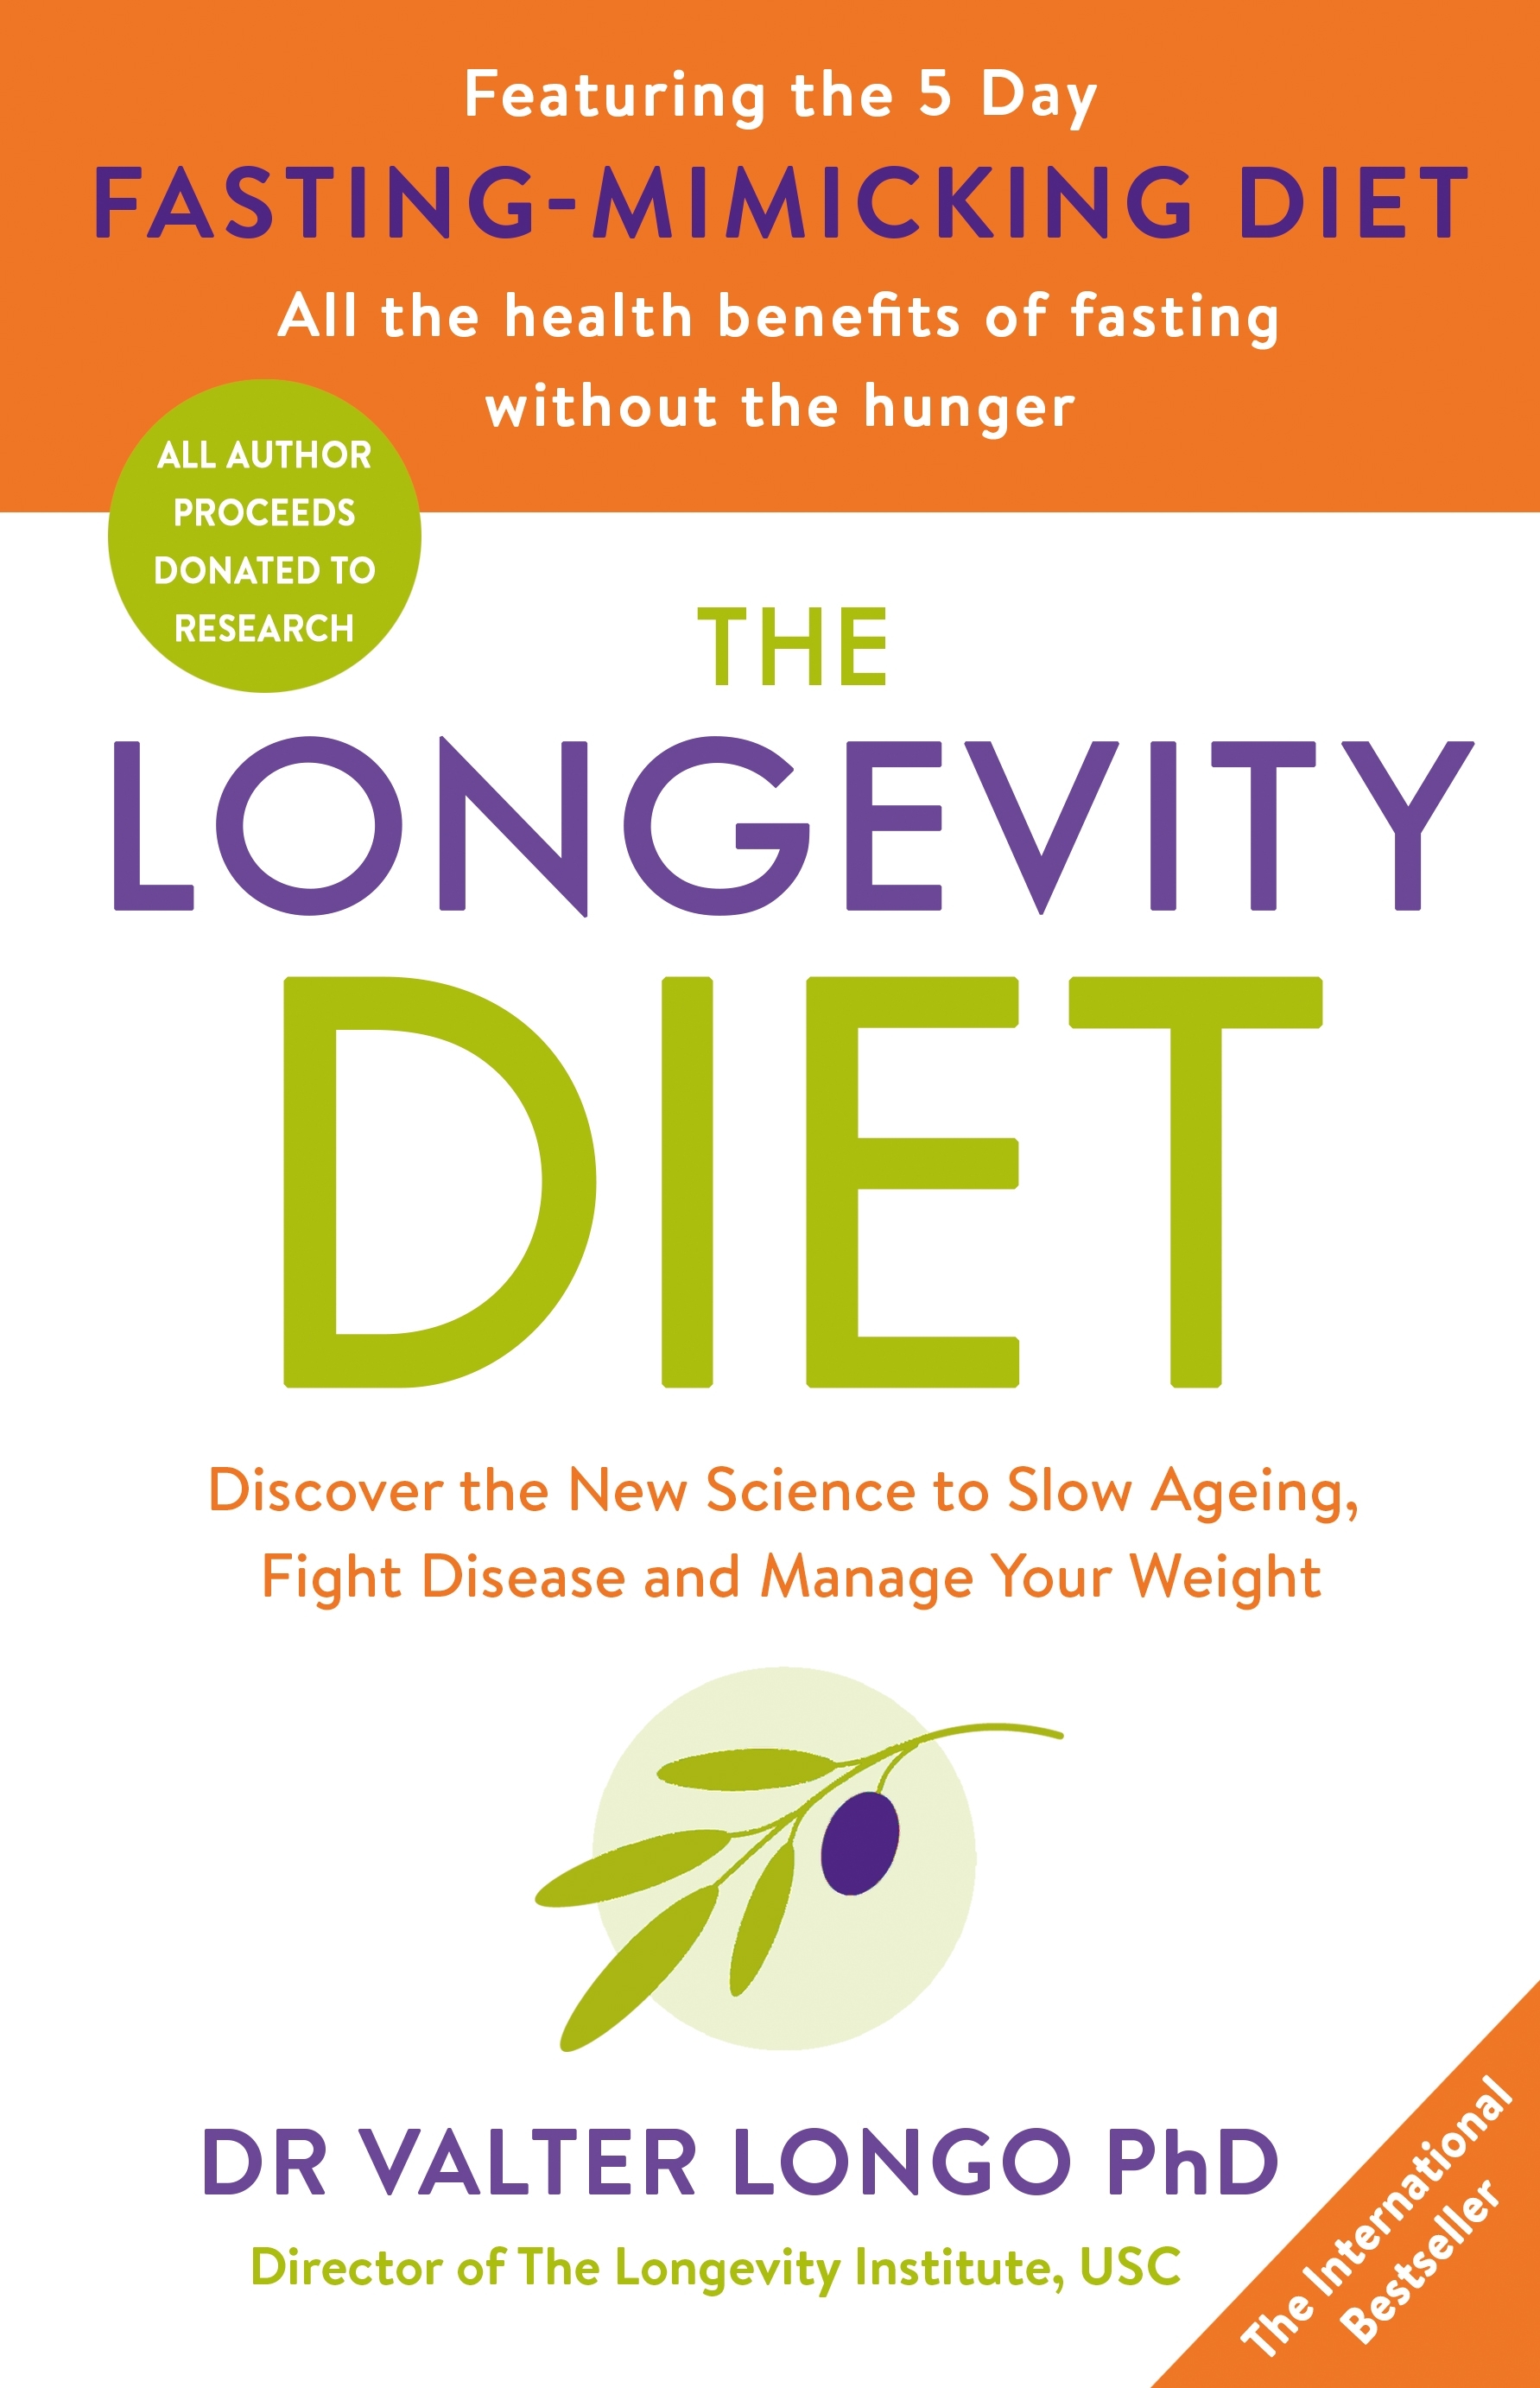 Featuring the 5 Day
FASTING-MIMICKING DIET
All the health benefits of fasting
without the hunger
ALL AUTHOR
PROCEEDS
DONATED TO
RESEARCH
THE
LONGEVITY
DIET
Discover the New Science to Slow Ageing,
Fight Disease and Manage Your Weight
DR VALTER LONGO PhD
Director of The Longevity Institute, USC
The International
Bestseller